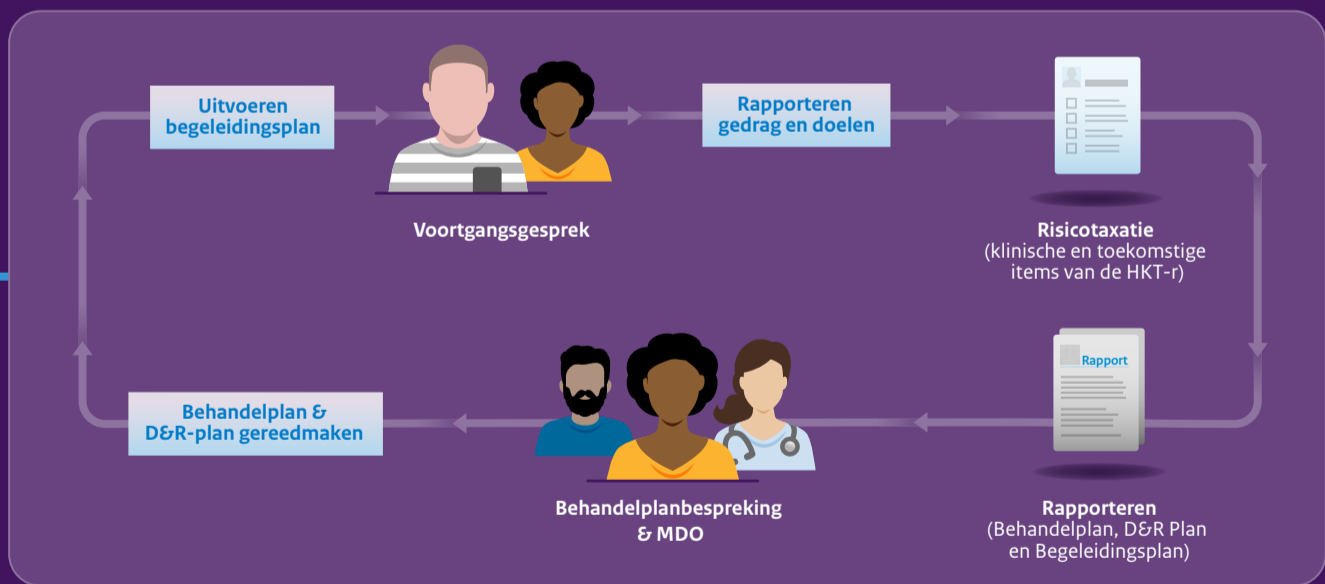 Uitvoeren
begeleidingsplan
Voortgangsgesprek
Rapporteren
gedrag en doelen
Risicotaxatie
(klinische en toekomstige
items van de HKT-r)
Rapport
Rapporteren
(Behandelplan, D&R Plan
en Begeleidingsplan)
Behandelplanbespreking
& MDO
Behandelplan &
D&R-plan gereedmaken